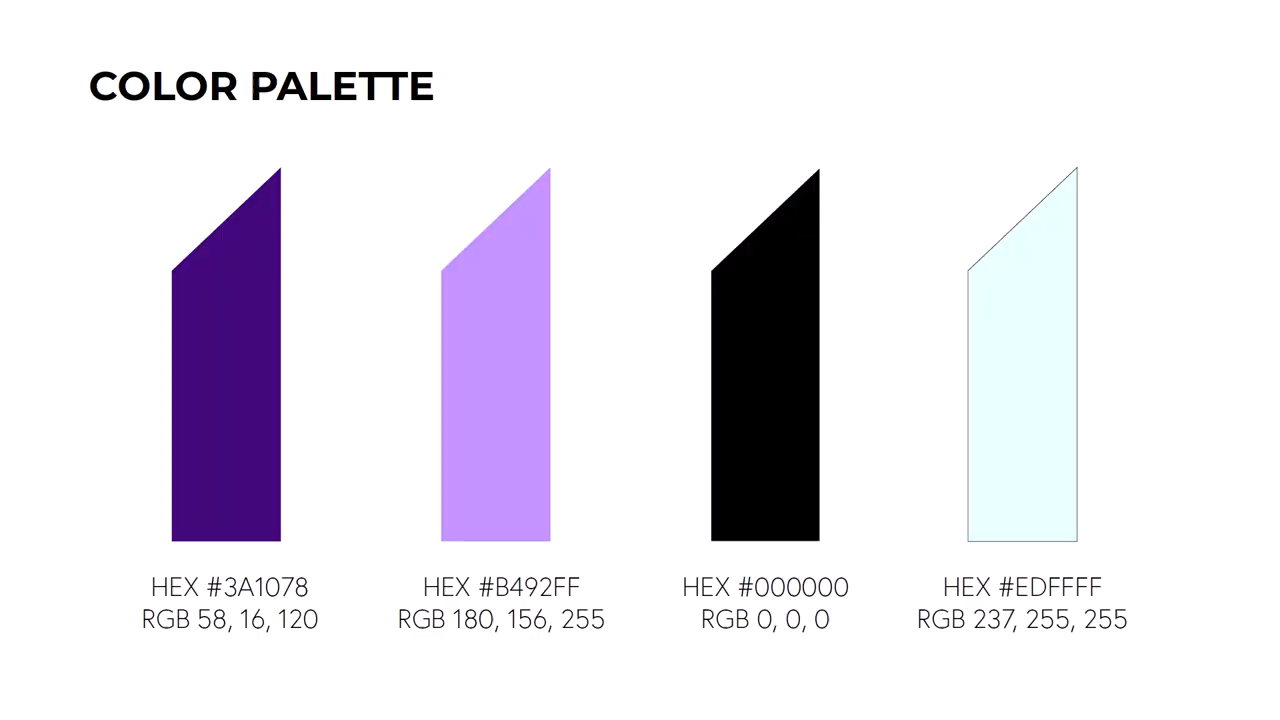 COLOR PALETTE
HEX #3A1078
RGB 58, 16, 120
HEX #B492FF
RGB 180, 156, 255
HEX #000000
RGB 0, 0, 0
HEX #EDFFFF
RGB 237, 255, 255